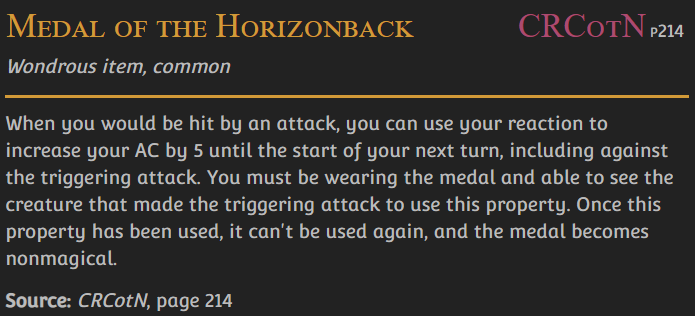 Medal of the Horizonback CRCotN P214
Wondrous item, common
When you would be hit by an attack, you can use your reaction to
increase your AC by 5 until the start of your next turn, including against
the triggering attack. You must be wearing the medal and able to see the
creature that made the triggering attack to use this property. Once this
property has been used, it can't be used again, and the medal becomes
nonmagical.
Source: CRCotN, page 214